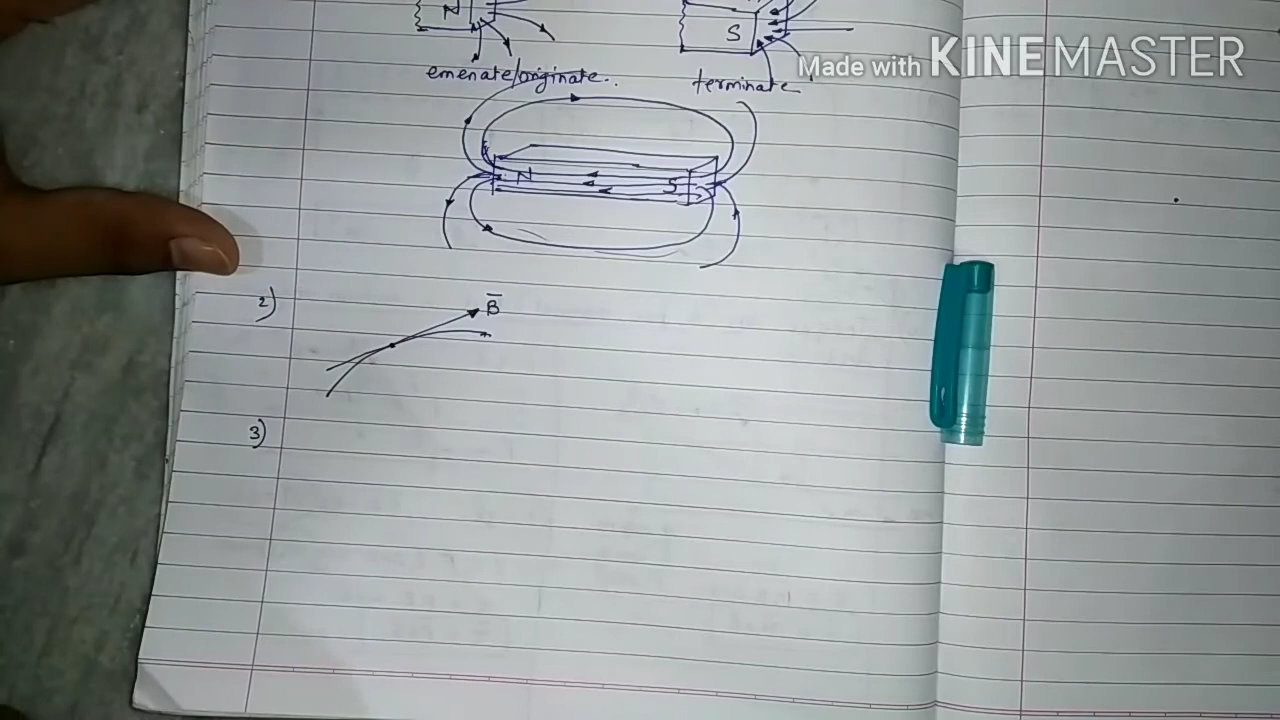 N
S
Made with KINEMASTER
emenate/originate.
terminate
N
S
2)
B̅
3)